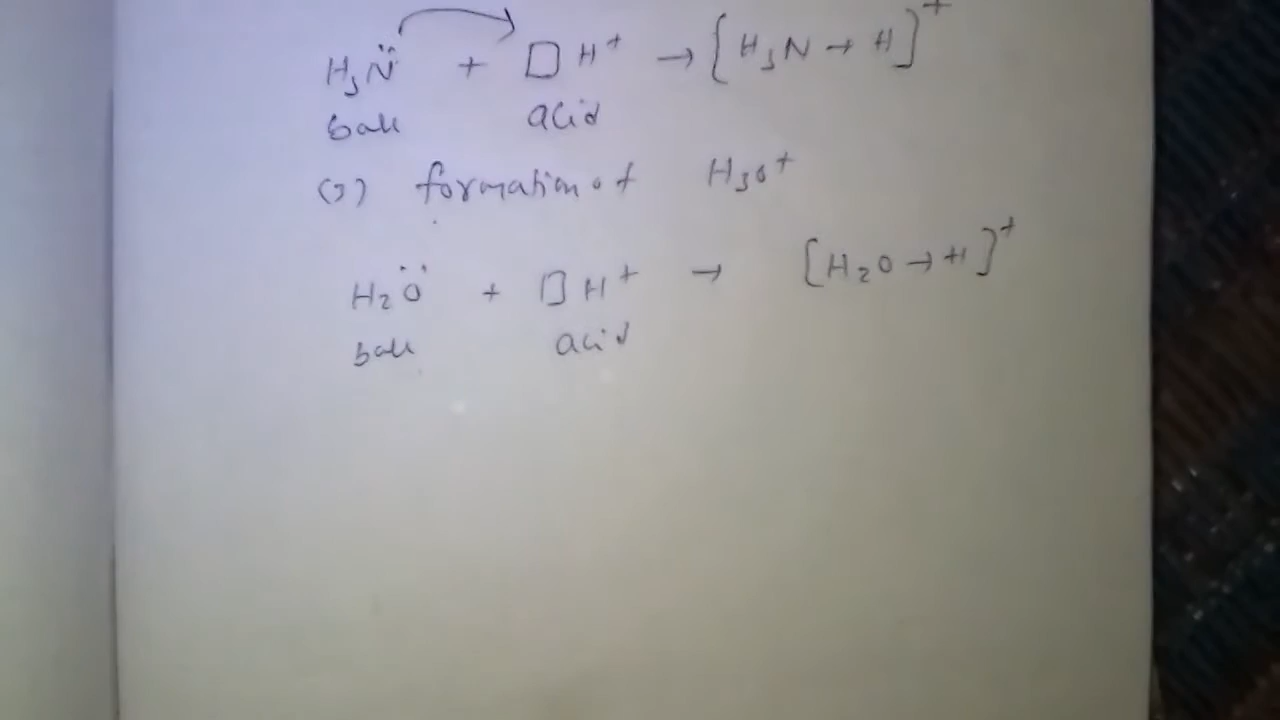 H₃N̈ + □ H⁺ → [H₃N → H]⁺
base acid
(2) formation of H₃O⁺
H₂Ö + □ H⁺ → [H₂O → H]⁺
base acid